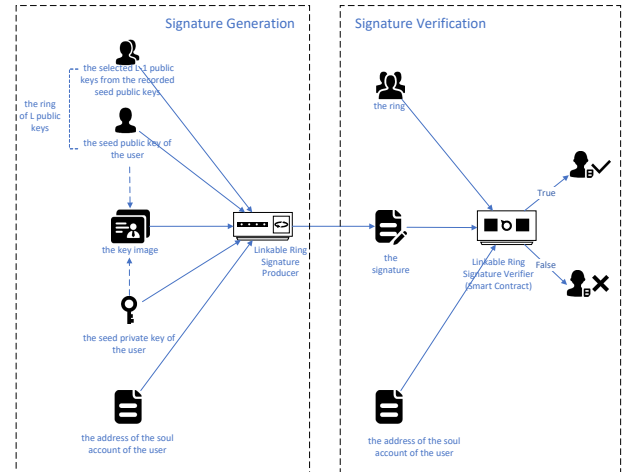 Signature Generation
the selected L-1 public
keys from the recorded
seed public keys
the ring
of L public
keys
the seed public key of
the user
the key image
Linkable Ring
Signature
Producer
the seed private key of
the user
the address of the soul
account of the user
Signature Verification
the ring
True
the
signature
Linkable Ring
Signature Verifier
(Smart Contract)
False
the address of the soul
account of the user